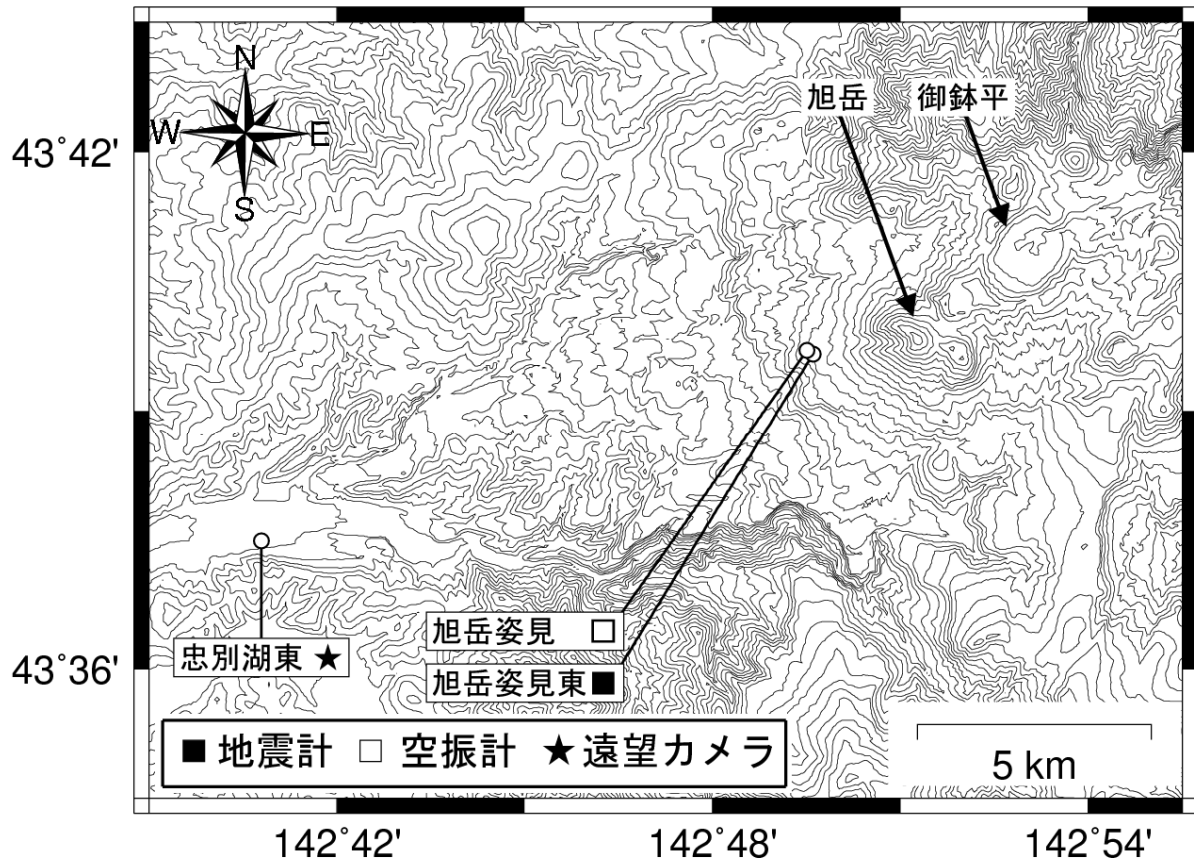 N
W E
S
旭岳 御鉢平
43°42'
旭岳姿見 □
忠別湖東 ★
旭岳姿見東 ■
43°36'
■ 地震計 □ 空振計 ★ 遠望カメラ
5 km
142°42' 142°48' 142°54'